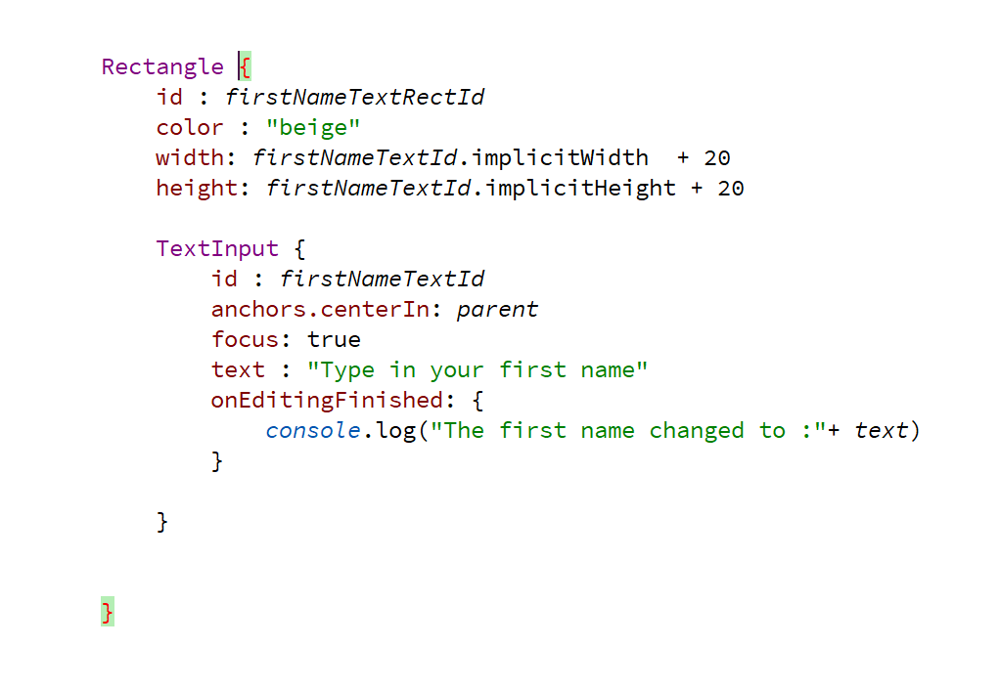 Rectangle {
id : firstNameTextRectId
color : "beige"
width: firstNameTextId.implicitWidth  + 20
height: firstNameTextId.implicitHeight + 20
TextInput {
id : firstNameTextId
anchors.centerIn: parent
focus: true
text : "Type in your first name"
onEditingFinished: {
console.log("The first name changed to :"+ text)
}
}
}